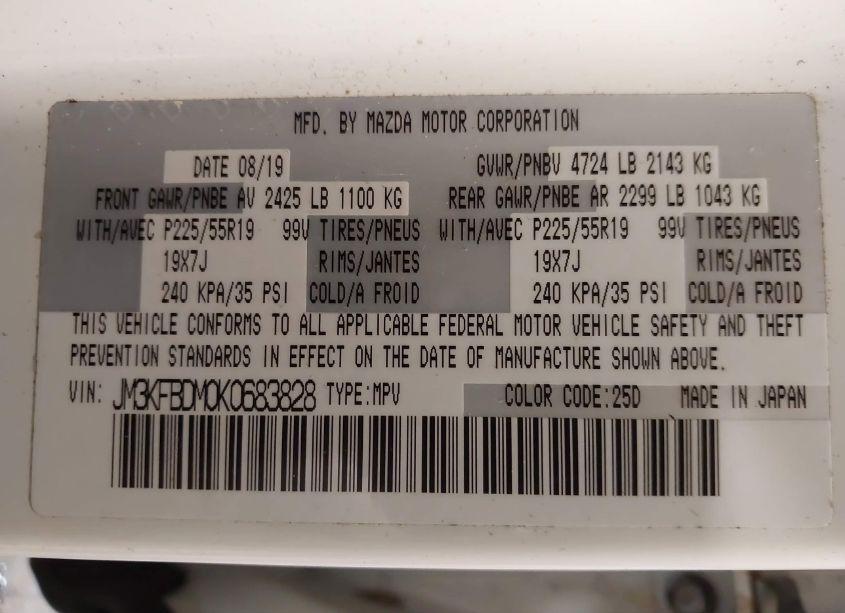 MFD. BY MAZDA MOTOR CORPORATION
DATE 08/19 GVWR/PNBV 4724 LB 2143 KG
FRONT GAWR/PNBE AV 2425 LB 1100 KG REAR GAWR/PNBE AR 2299 LB 1043 KG
WITH/AVEC P225/55R19 99V TIRES/PNEUS WITH/AVEC P225/55R19 99V TIRES/PNEUS
19X7J RIMS/JANTES 19X7J RIMS/JANTES
240 KPA/35 PSI COLD/A FROID 240 KPA/35 PSI COLD/A FROID
THIS VEHICLE CONFORMS TO ALL APPLICABLE FEDERAL MOTOR VEHICLE SAFETY AND THEFT
PREVENTION STANDARDS IN EFFECT ON THE DATE OF MANUFACTURE SHOWN ABOVE.
VIN: JM3KFBDM0K0683828 TYPE:MPV COLOR CODE:25D MADE IN JAPAN